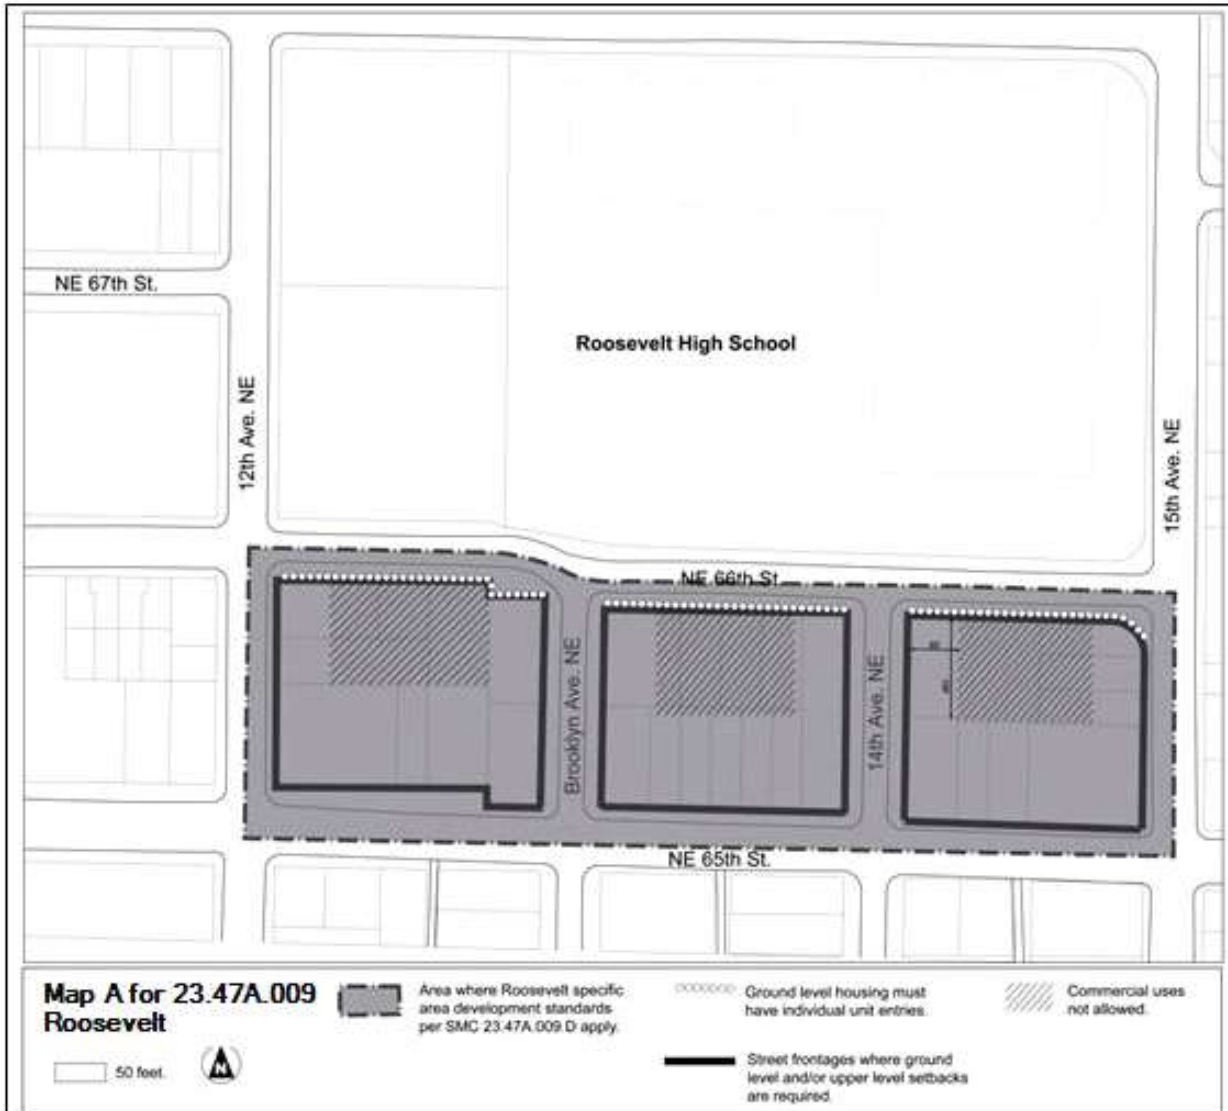 NE 67th St.
Roosevelt High School
12th Ave. NE
15th Ave. NE
NE 66th St
Brooklyn Ave. NE
14th Ave. NE
NE 65th St.
Map A for 23.47A.009
Roosevelt
50 feet.
N
Area where Roosevelt specific
area development standards
per SMC 23.47A.009.D apply.
Ground level housing must
have individual unit entries.
Street frontages where ground
level and/or upper level setbacks
are required.
Commercial uses
not allowed.